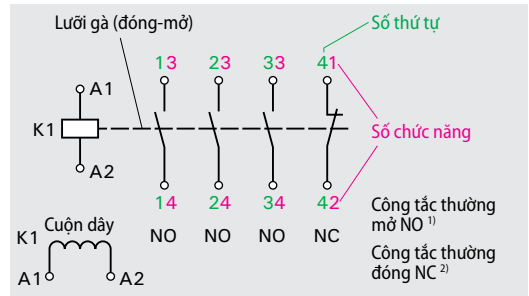 Lưỡi gà (đóng-mở)
Số thứ tự
13 23 33 41
A1
K1
Số chức năng
A2
14 24 34 42
Công tắc thường
mở NO 1)
Cuộn dây
K1
NO NO NO NC
Công tắc thường
đóng NC 2)
A1 A2